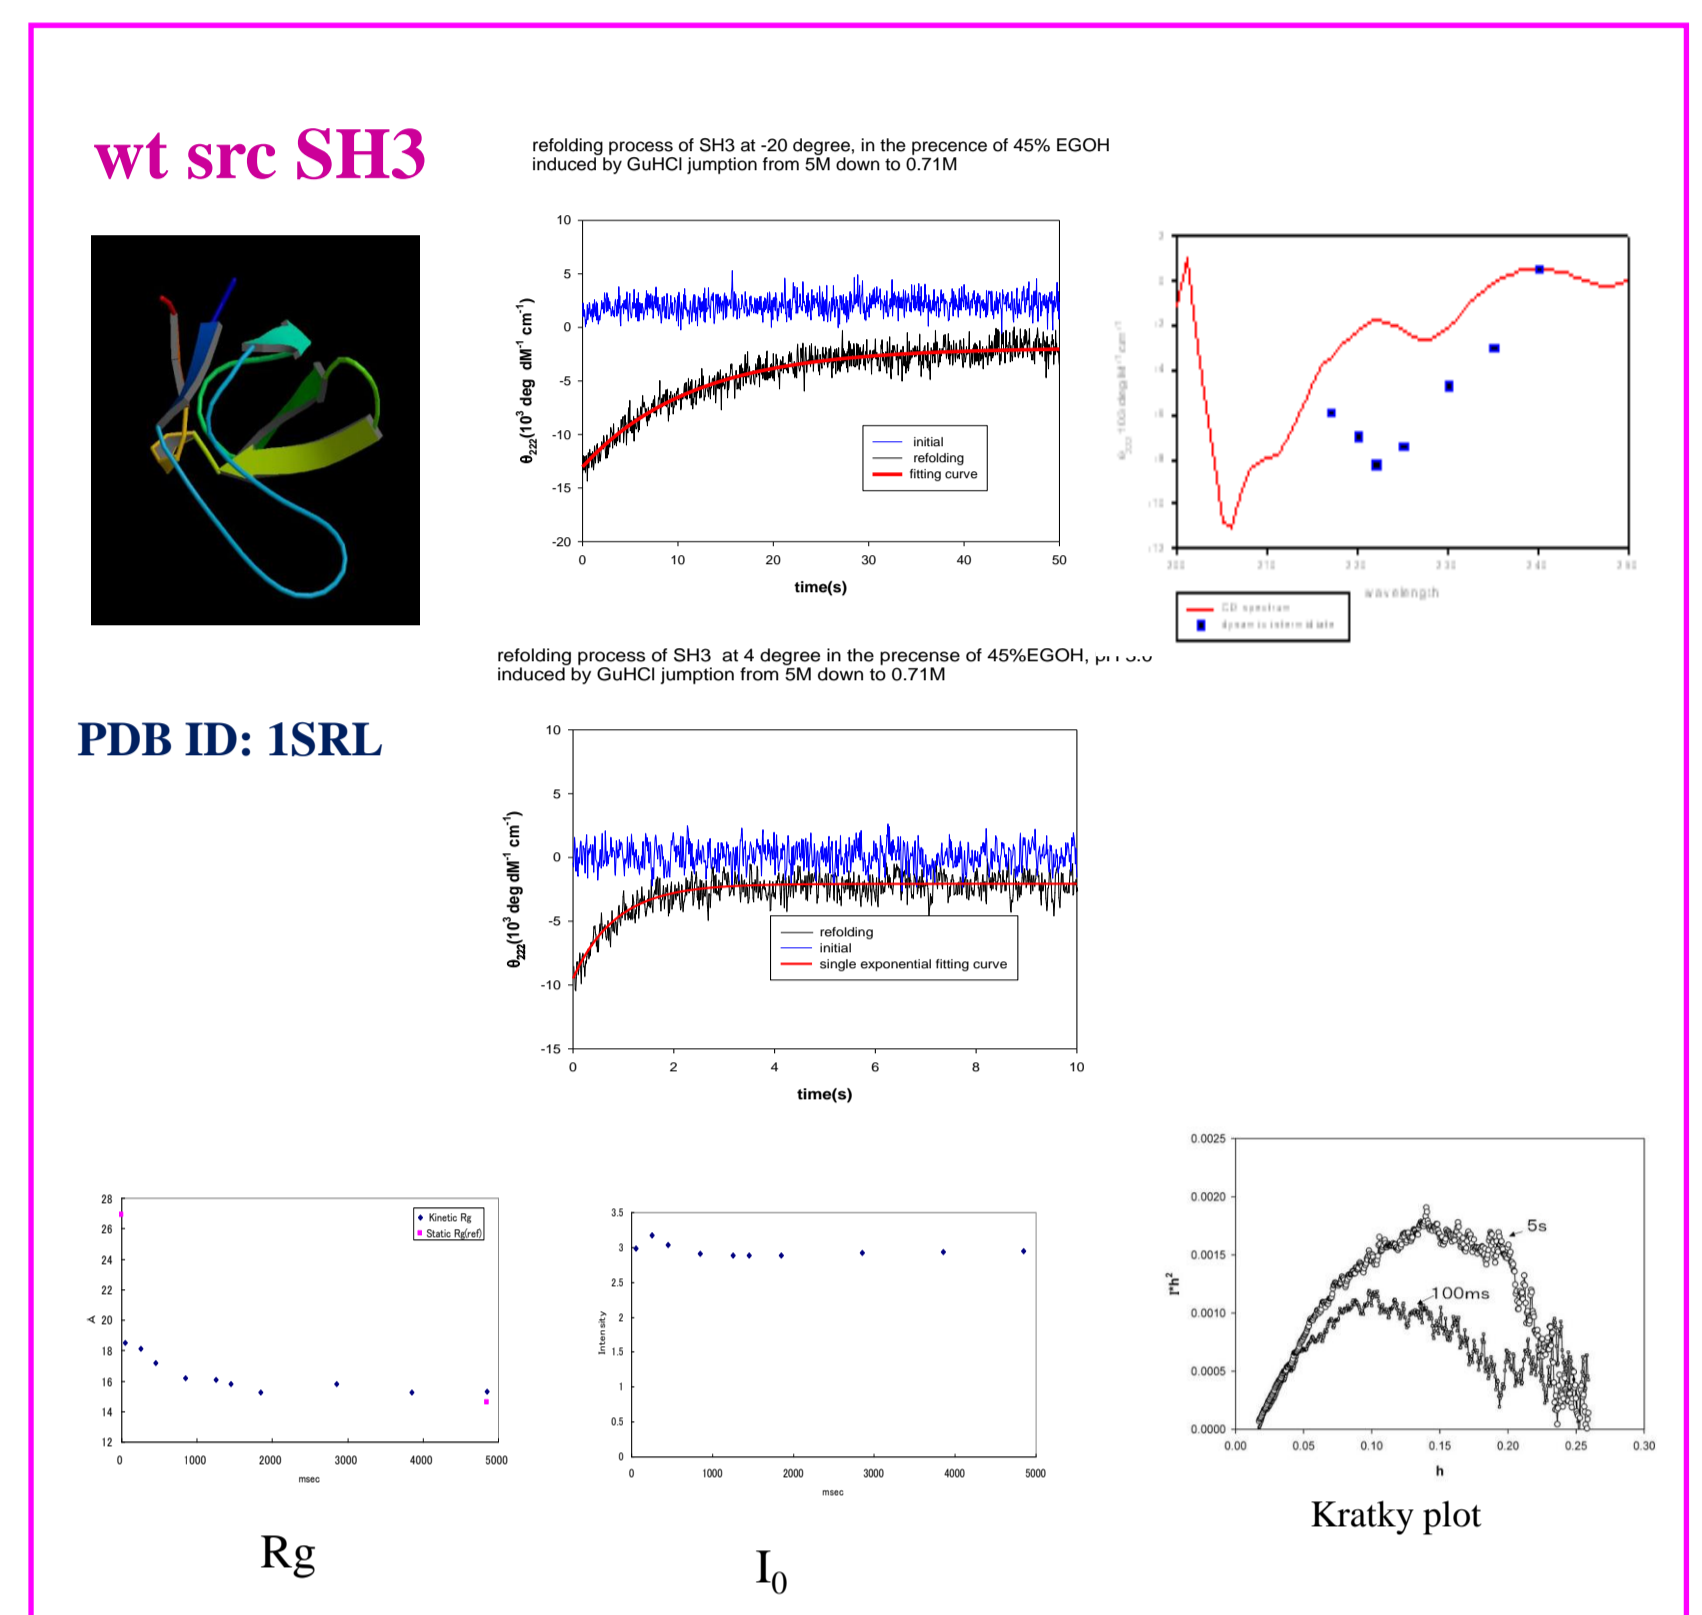 wt src SH3
refolding process of SH3 at -20 degree, in the precence of 45% EGOH
induced by GuHCl jumption from 5M down to 0.71M
10
5
0
-5
-10
-15
-20
θ222(10³ deg dM⁻¹ cm⁻¹)
initial
refolding
fitting curve
0 10 20 30 40 50
time(s)
wavelength
CD spectrum
refolding process of SH3 at 4 degree in the precense of 45%EGOH,
induced by GuHCl jumption from 5M down to 0.71M
PDB ID: 1SRL
10
5
0
-5
-10
-15
θ222(10³ deg dM⁻¹ cm⁻¹)
refolding
initial
single exponential fitting curve
0 2 4 6 8 10
time(s)
28
26
24
22
20
18
16
14
12
A
Kinetic Rg
Static Rg(ref)
0 1000 2000 3000 4000 5000
msec
Rg
3.5
3
2.5
2
1.5
1
0.5
0
Intensity
0 1000 2000 3000 4000 5000
msec
I₀
0.0025
0.0020
0.0015
0.0010
0.0005
0.0000
I*h²
5s
100ms
0.00 0.05 0.10 0.15 0.20 0.25 0.30
h
Kratky plot